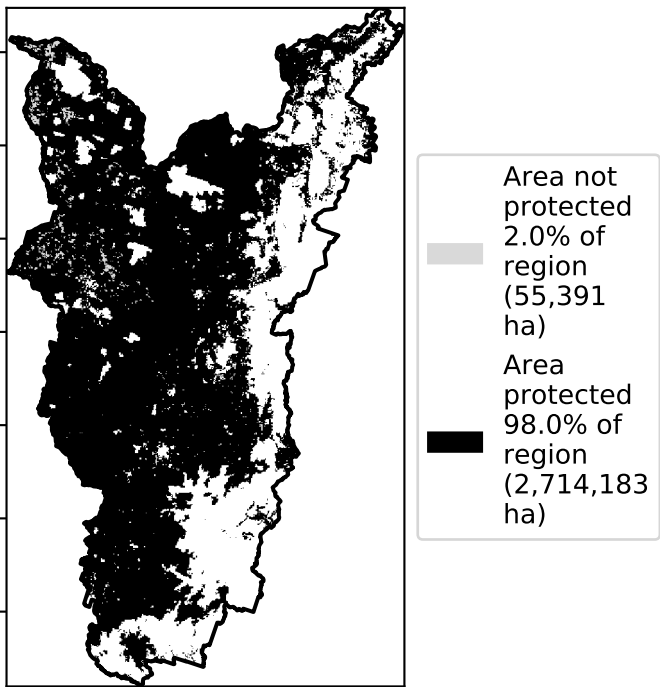 Area not
protected
2.0% of
region
(55,391
ha)
Area
protected
98.0% of
region
(2,714,183
ha)